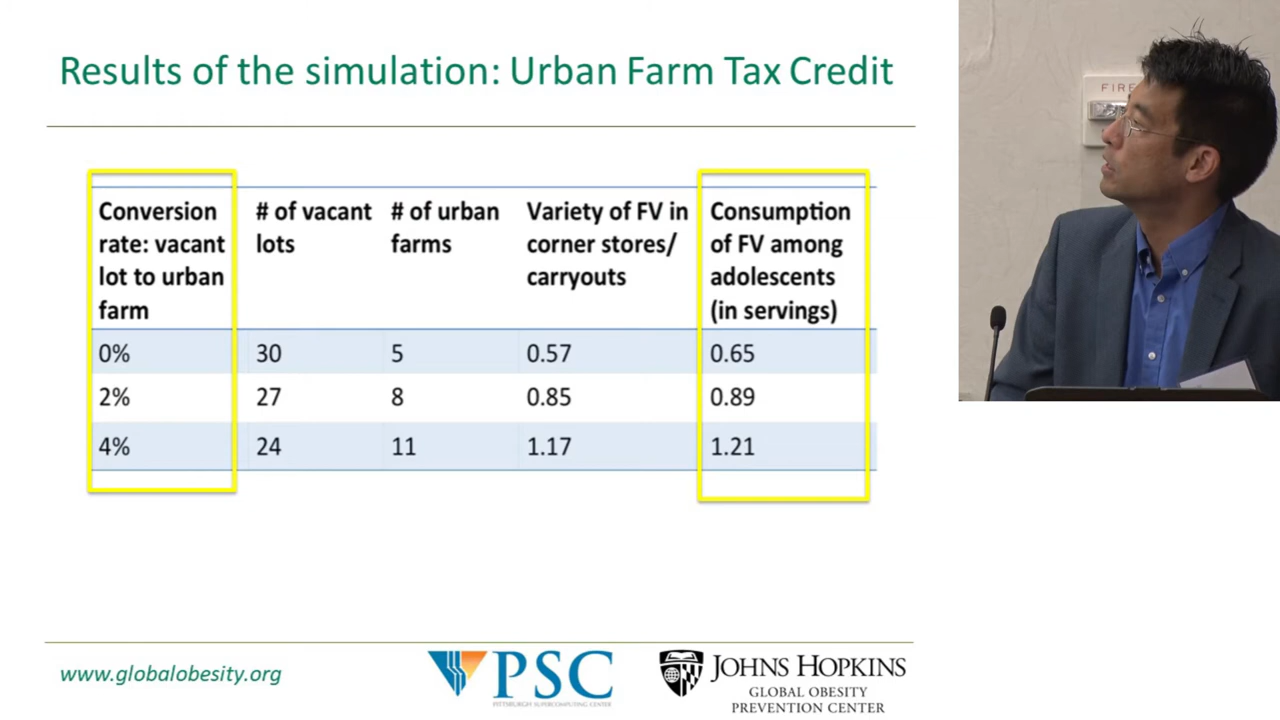 Results of the simulation: Urban Farm Tax Credit
Conversion rate: vacant lot to urban farm
# of vacant lots
# of urban farms
Variety of FV in corner stores/ carryouts
Consumption of FV among adolescents (in servings)
0% 30 5 0.57 0.65
2% 27 8 0.85 0.89
4% 24 11 1.17 1.21
www.globalobesity.org
PSC
PITTSBURGH SUPERCOMPUTING CENTER
JOHNS HOPKINS
GLOBAL OBESITY
PREVENTION CENTER
FIRE